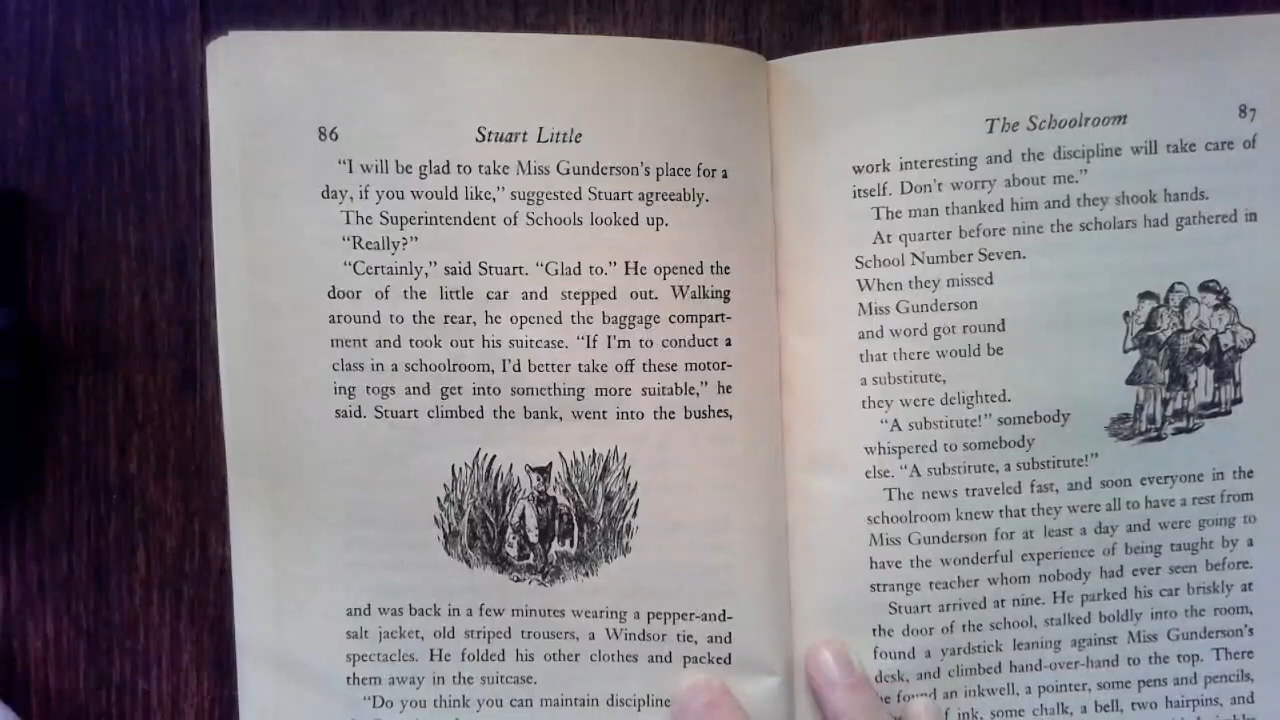 86
Stuart Little
“I will be glad to take Miss Gunderson’s place for a
day, if you would like,” suggested Stuart agreeably.
The Superintendent of Schools looked up.
“Really?”
“Certainly,” said Stuart. “Glad to.” He opened the
door of the little car and stepped out. Walking
around to the rear, he opened the baggage compart-
ment and took out his suitcase. “If I’m to conduct a
class in a schoolroom, I’d better take off these motor-
ing togs and get into something more suitable,” he
said. Stuart climbed the bank, went into the bushes,
and was back in a few minutes wearing a pepper-and-
salt jacket, old striped trousers, a Windsor tie, and
spectacles. He folded his other clothes and packed
them away in the suitcase.
“Do you think you can maintain discipline
The Schoolroom
87
work interesting and the discipline will take care of
itself. Don’t worry about me.”
The man thanked him and they shook hands.
At quarter before nine the scholars had gathered in
School Number Seven.
When they missed
Miss Gunderson
and word got round
that there would be
a substitute,
they were delighted.
“A substitute!” somebody
whispered to somebody
else. “A substitute, a substitute!”
The news traveled fast, and soon everyone in the
schoolroom knew that they were all to have a rest from
Miss Gunderson for at least a day and were going to
have the wonderful experience of being taught by a
strange teacher whom nobody had ever seen before.
Stuart arrived at nine. He parked his car briskly at
the door of the school, stalked boldly into the room,
found a yardstick leaning against Miss Gunderson’s
desk, and climbed hand-over-hand to the top. There
found an inkwell, a pointer, some pens and pencils,
ink, some chalk, a bell, two hairpins, and